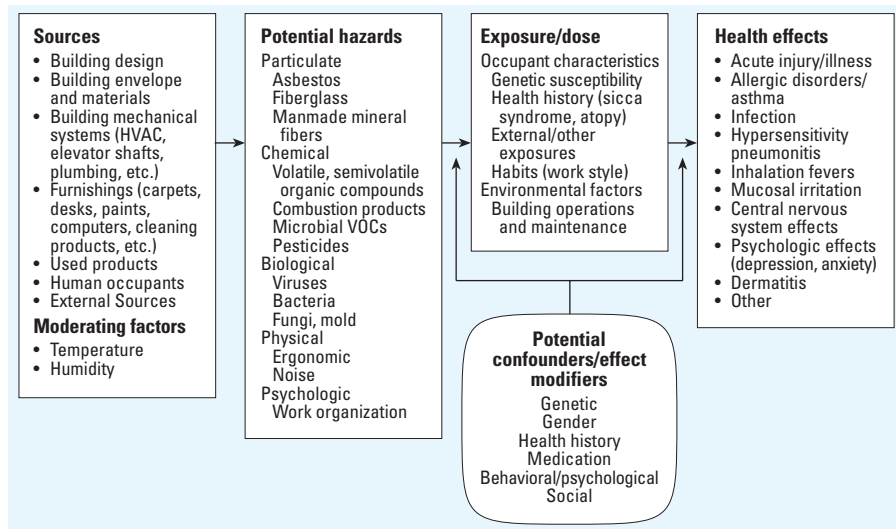 Sources
• Building design
• Building envelope
and materials
• Building mechanical
systems (HVAC,
elevator shafts,
plumbing, etc.)
• Furnishings (carpets,
desks, paints,
computers, cleaning
products, etc.)
• Used products
• Human occupants
• External Sources
Moderating factors
• Temperature
• Humidity
Potential hazards
Particulate
Asbestos
Fiberglass
Manmade mineral
fibers
Chemical
Volatile, semivolatile
organic compounds
Combustion products
Microbial VOCs
Pesticides
Biological
Viruses
Bacteria
Fungi, mold
Physical
Ergonomic
Noise
Psychologic
Work organization
Exposure/dose
Occupant characteristics
Genetic susceptibility
Health history (sicca
syndrome, atopy)
External/other
exposures
Habits (work style)
Environmental factors
Building operations
and maintenance
Potential
confounders/effect
modifiers
Genetic
Gender
Health history
Medication
Behavioral/psychological
Social
Health effects
• Acute injury/illness
• Allergic disorders/
asthma
• Infection
• Hypersensitivity
pneumonitis
• Inhalation fevers
• Mucosal irritation
• Central nervous
system effects
• Psychologic effects
(depression, anxiety)
• Dermatitis
• Other